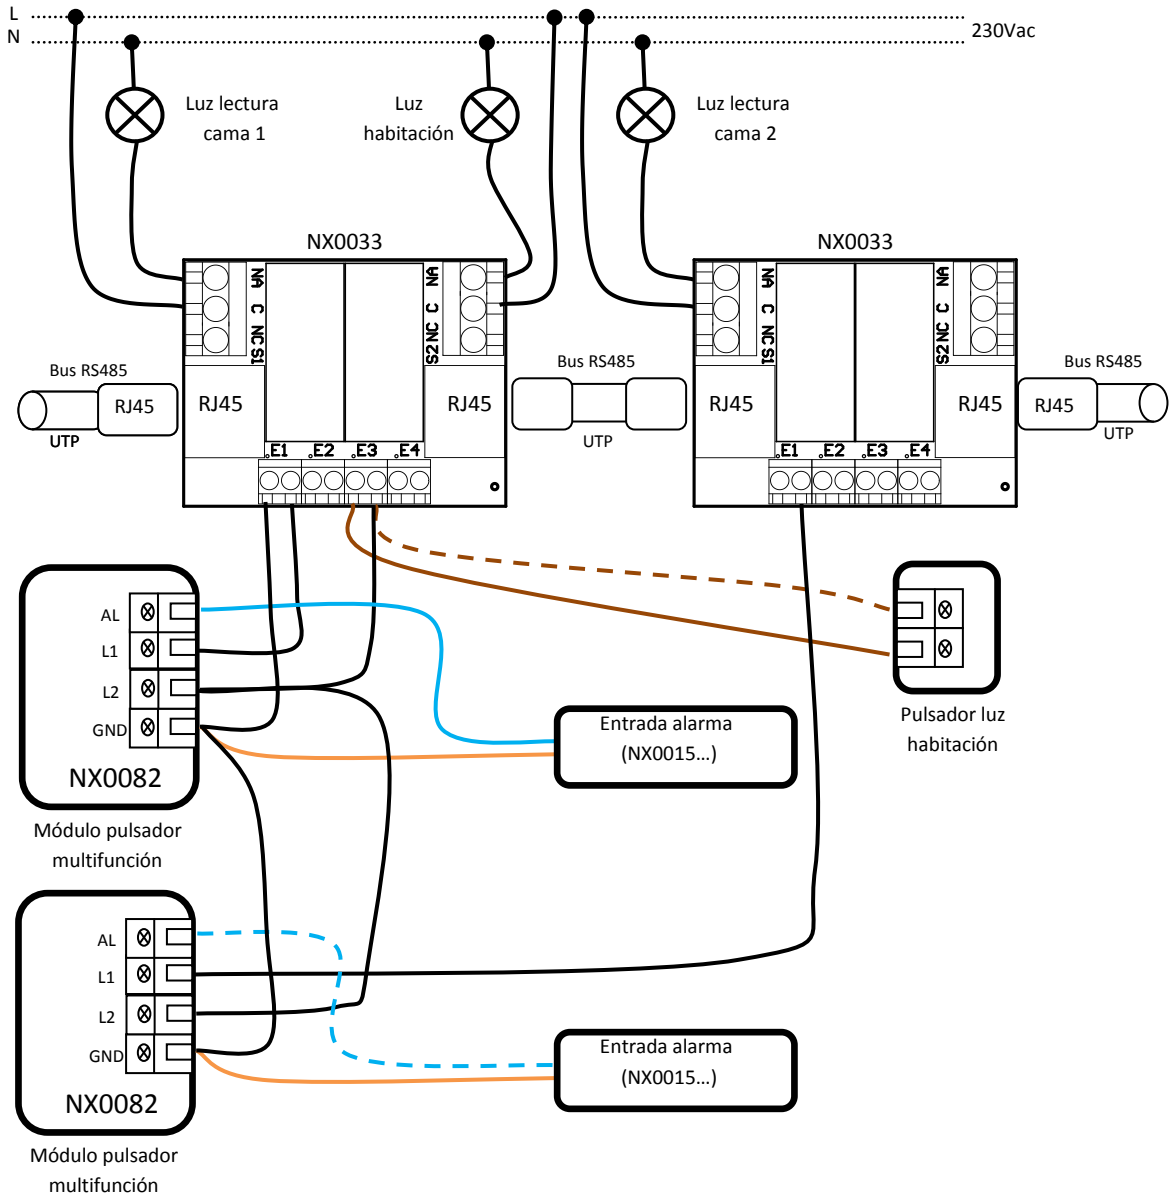 L
N
230Vac
Luz lectura
cama 1
Luz
habitación
Luz lectura
cama 2
NX0033
NX0033
NA
C
NC
S1
NA
C
NC
S2
NA
C
NC
S1
NA
C
NC
S2
Bus RS485
RJ45
UTP
RJ45
RJ45
Bus RS485
UTP
RJ45
RJ45
Bus RS485
RJ45
UTP
.E1 .E2 .E3 .E4
.E1 .E2 .E3 .E4
AL
L1
L2
GND
NX0082
Módulo pulsador
multifunción
Entrada alarma
(NX0015...)
Pulsador luz
habitación
AL
L1
L2
GND
NX0082
Módulo pulsador
multifunción
Entrada alarma
(NX0015...)